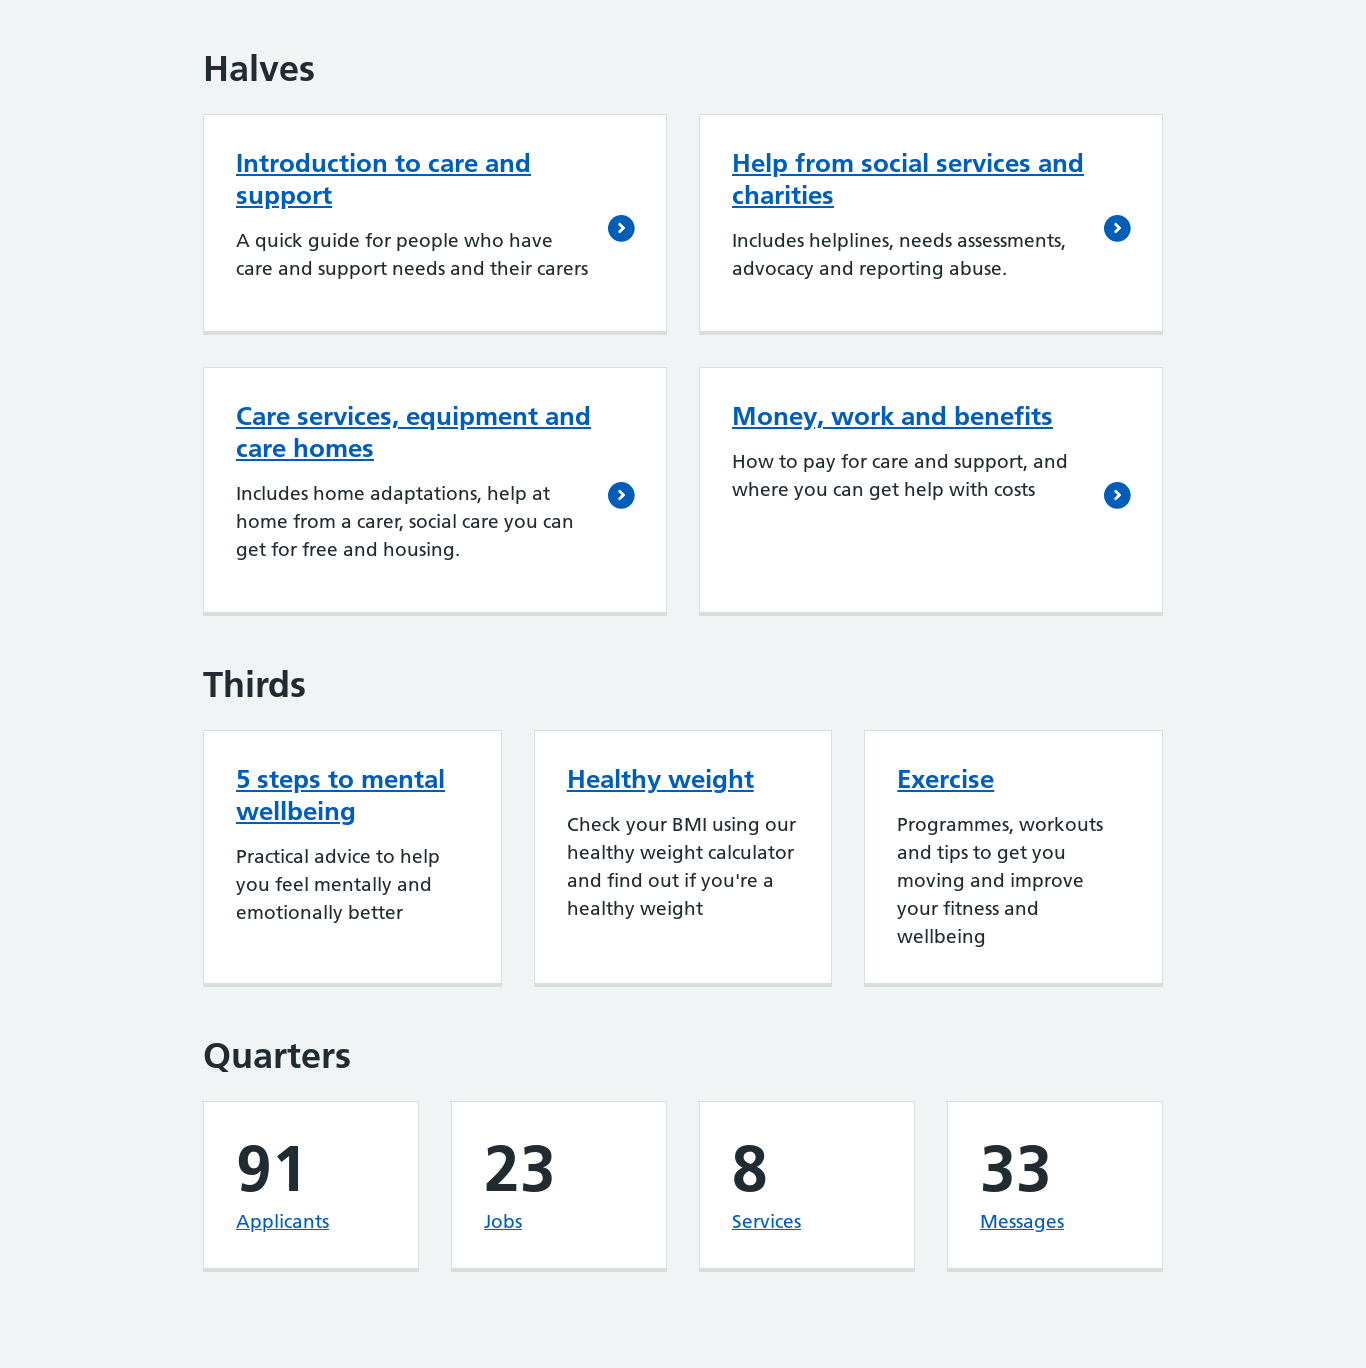 Halves
Introduction to care and
support
A quick guide for people who have
care and support needs and their carers
Help from social services and
charities
Includes helplines, needs assessments,
advocacy and reporting abuse.
Care services, equipment and
care homes
Includes home adaptations, help at
home from a carer, social care you can
get for free and housing.
Money, work and benefits
How to pay for care and support, and
where you can get help with costs
Thirds
5 steps to mental
wellbeing
Practical advice to help
you feel mentally and
emotionally better
Healthy weight
Check your BMI using our
healthy weight calculator
and find out if you're a
healthy weight
Exercise
Programmes, workouts
and tips to get you
moving and improve
your fitness and
wellbeing
Quarters
91
Applicants
23
Jobs
8
Services
33
Messages